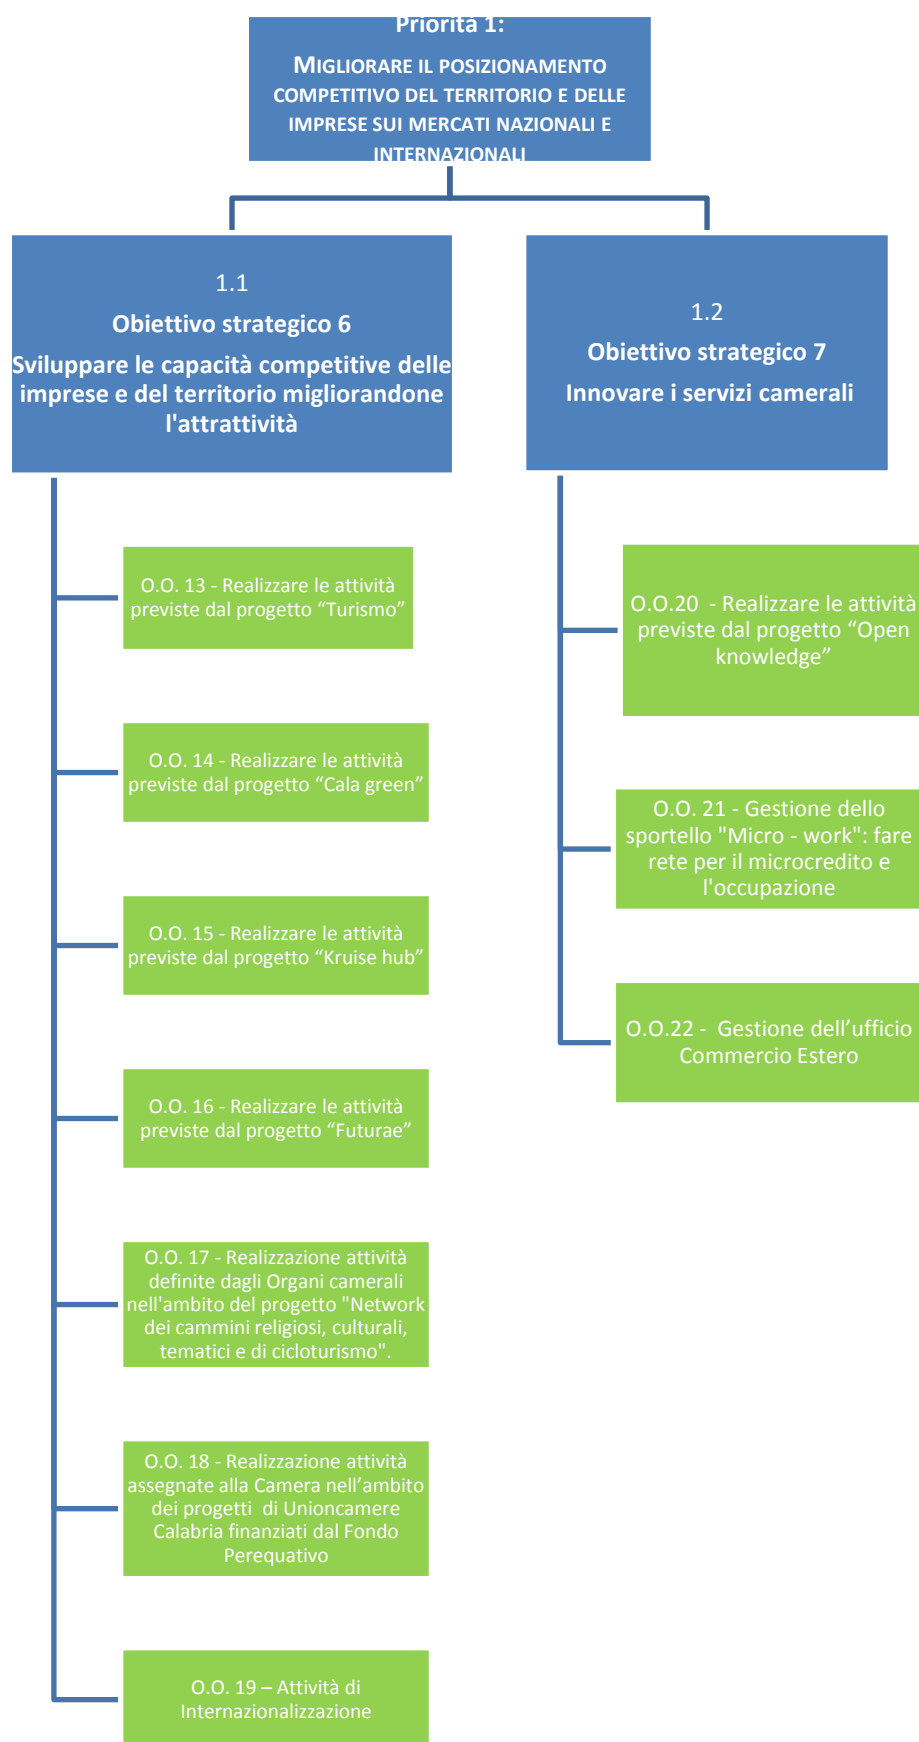 Priorità 1:
MIGLIORARE IL POSIZIONAMENTO
COMPETITIVO DEL TERRITORIO E DELLE
IMPRESE SUI MERCATI NAZIONALI E
INTERNAZIONALI
1.1
Obiettivo strategico 6
Sviluppare le capacità competitive delle
imprese e del territorio migliorandone
l'attrattività
1.2
Obiettivo strategico 7
Innovare i servizi camerali
O.O. 13 - Realizzare le attività
previste dal progetto “Turismo”
O.O. 14 - Realizzare le attività
previste dal progetto “Cala green”
O.O. 15 - Realizzare le attività
previste dal progetto “Kruise hub”
O.O. 16 - Realizzare le attività
previste dal progetto “Futurae”
O.O. 17 - Realizzazione attività
definite dagli Organi camerali
nell'ambito del progetto "Network
dei cammini religiosi, culturali,
tematici e di cicloturismo".
O.O. 18 - Realizzazione attività
assegnate alla Camera nell’ambito
dei progetti di Unioncamere
Calabria finanziati dal Fondo
Perequativo
O.O. 19 – Attività di
Internazionalizzazione
O.O.20 - Realizzare le attività
previste dal progetto “Open
knowledge”
O.O. 21 - Gestione dello
sportello "Micro - work": fare
rete per il microcredito e
l'occupazione
O.O.22 - Gestione dell’ufficio
Commercio Estero